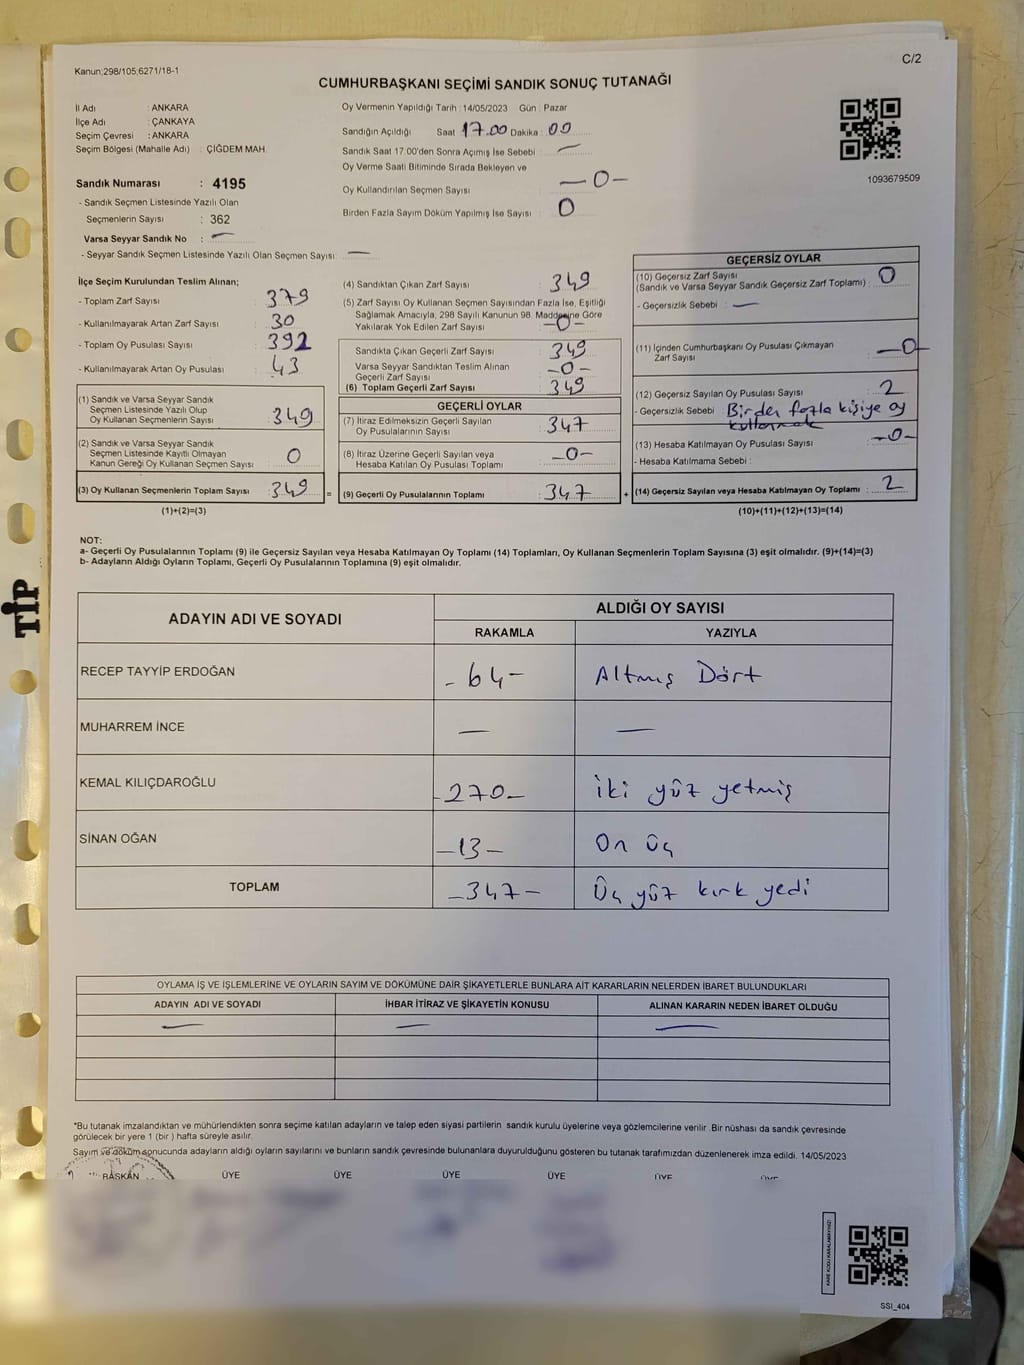 Kanun;298/105;6271/18-1
C/2
CUMHURBAŞKANI SEÇİMİ SANDIK SONUÇ TUTANAĞI
İl Adı : ANKARA
İlçe Adı : ÇANKAYA
Seçim Çevresi : ANKARA
Seçim Bölgesi (Mahalle Adı) : ÇİĞDEM MAH.
Sandık Numarası : 4195
- Sandık Seçmen Listesinde Yazılı Olan
Seçmenlerin Sayısı : 362
Varsa Seyyar Sandık No : —
- Seyyar Sandık Seçmen Listesinde Yazılı Olan Seçmen Sayısı: —
Oy Vermenin Yapıldığı Tarih : 14/05/2023 Gün : Pazar
Sandığın Açıldığı Saat 17.00 Dakika : 00
Sandık Saat 17.00'den Sonra Açımış İse Sebebi : —
Oy Verme Saati Bitiminde Sırada Bekleyen ve
Oy Kullandırılan Seçmen Sayısı : —0—
Birden Fazla Sayım Döküm Yapılmış İse Sayısı : 0
1093679509
İlçe Seçim Kurulundan Teslim Alınan;
- Toplam Zarf Sayısı : 379
- Kullanılmayarak Artan Zarf Sayısı : 30
- Toplam Oy Pusulası Sayısı : 392
- Kullanılmayarak Artan Oy Pusulası : 43
(1) Sandık ve Varsa Seyyar Sandık
Seçmen Listesinde Yazılı Olup
Oy Kullanan Seçmenlerin Sayısı : 349
(2) Sandık ve Varsa Seyyar Sandık
Seçmen Listesinde Kayıtlı Olmayan
Kanun Gereği Oy Kullanan Seçmen Sayısı : 0
(3) Oy Kullanan Seçmenlerin Toplam Sayısı : 349 =
(1)+(2)=(3)
(4) Sandıktan Çıkan Zarf Sayısı : 349
(5) Zarf Sayısı Oy Kullanan Seçmen Sayısından Fazla İse, Eşitliği
Sağlamak Amacıyla, 298 Sayılı Kanunun 98. Maddesine Göre
Yakılarak Yok Edilen Zarf Sayısı : —0—
Sandıkta Çıkan Geçerli Zarf Sayısı : 349
Varsa Seyyar Sandıktan Teslim Alınan
Geçerli Zarf Sayısı : —0—
(6) Toplam Geçerli Zarf Sayısı : 349
GEÇERLİ OYLAR
(7) İtiraz Edilmeksizin Geçerli Sayılan
Oy Pusulalarının Sayısı : 347
(8) İtiraz Üzerine Geçerli Sayılan veya
Hesaba Katılan Oy Pusulası Toplamı : —0—
(9) Geçerli Oy Pusulalarının Toplamı : 347 +
GEÇERSİZ OYLAR
(10) Geçersiz Zarf Sayısı
(Sandık ve Varsa Seyyar Sandık Geçersiz Zarf Toplamı) : 0
- Geçersizlik Sebebi : —
(11) İçinden Cumhurbaşkanı Oy Pusulası Çıkmayan
Zarf Sayısı : —0—
(12) Geçersiz Sayılan Oy Pusulası Sayısı : 2
- Geçersizlik Sebebi : Birden fazla kişiye oy
kullanmak
(13) Hesaba Katılmayan Oy Pusulası Sayısı : —0—
- Hesaba Katılmama Sebebi :
(14) Geçersiz Sayılan veya Hesaba Katılmayan Oy Toplamı : 2
(10)+(11)+(12)+(13)=(14)
NOT:
a- Geçerli Oy Pusulalarının Toplamı (9) ile Geçersiz Sayılan veya Hesaba Katılmayan Oy Toplamı (14) Toplamları, Oy Kullanan Seçmenlerin Toplam Sayısına (3) eşit olmalıdır. (9)+(14)=(3)
b- Adayların Aldığı Oyların Toplamı, Geçerli Oy Pusulalarının Toplamına (9) eşit olmalıdır.
TİP
ADAYIN ADI VE SOYADI
ALDIĞI OY SAYISI
RAKAMLA YAZIYLA
RECEP TAYYİP ERDOĞAN -64- Altmış Dört
MUHARREM İNCE — —
KEMAL KILIÇDAROĞLU -270- iki yüz yetmiş
SİNAN OĞAN -13- On üç
TOPLAM -347- Üç yüz kırk yedi
OYLAMA İŞ VE İŞLEMLERİNE VE OYLARIN SAYIM VE DÖKÜMÜNE DAİR ŞİKAYETLERLE BUNLARA AİT KARARLARIN NELERDEN İBARET BULUNDUKLARI
ADAYIN ADI VE SOYADI İHBAR İTİRAZ VE ŞİKAYETİN KONUSU ALINAN KARARIN NEDEN İBARET OLDUĞU
— — —
*Bu tutanak imzalandıktan ve mühürlendikten sonra seçime katılan adayların ve talep eden siyasi partilerin sandık kurulu üyelerine veya gözlemcilerine verilir .Bir nüshası da sandık çevresinde
görülecek bir yere 1 (bir ) hafta süreyle asılır.
Sayım ve döküm sonucunda adayların aldığı oyların sayılarını ve bunların sandık çevresinde bulunanlara duyurulduğunu gösteren bu tutanak tarafımızdan düzenlenerek imza edildi. 14/05/2023
BAŞKAN ÜYE ÜYE ÜYE ÜYE ÜYE ÜYE
KARE KODU KARALAMAYINIZ!
SSI_404